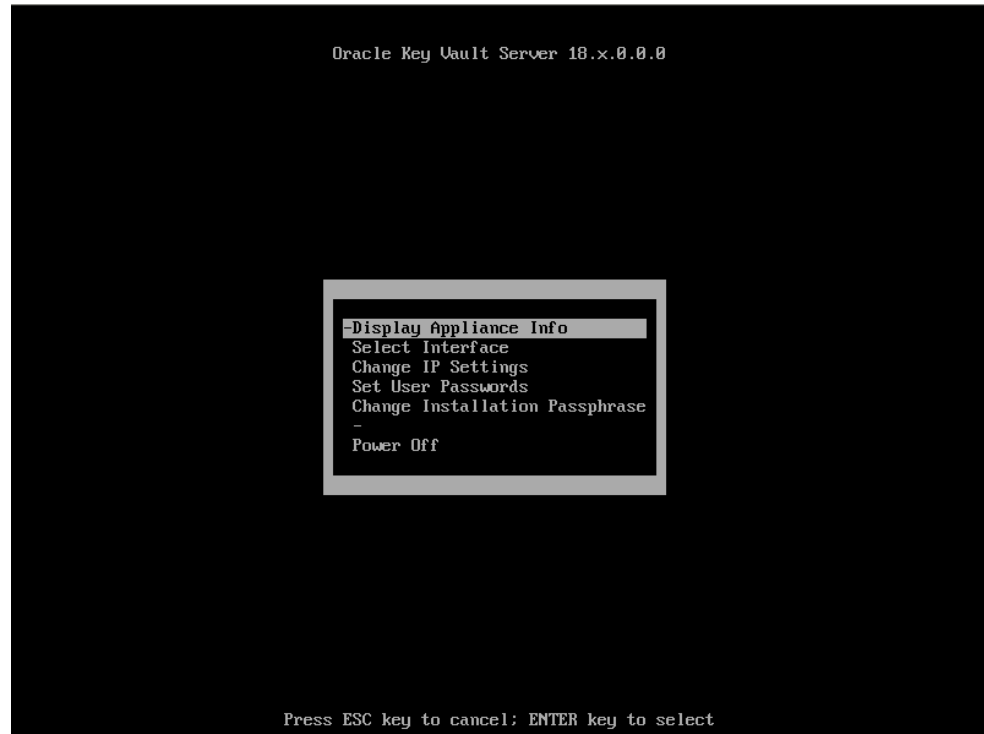 Oracle Key Vault Server 18.x.0.0.0
-Display Appliance Info
Select Interface
Change IP Settings
Set User Passwords
Change Installation Passphrase
-
Power Off
Press ESC key to cancel; ENTER key to select